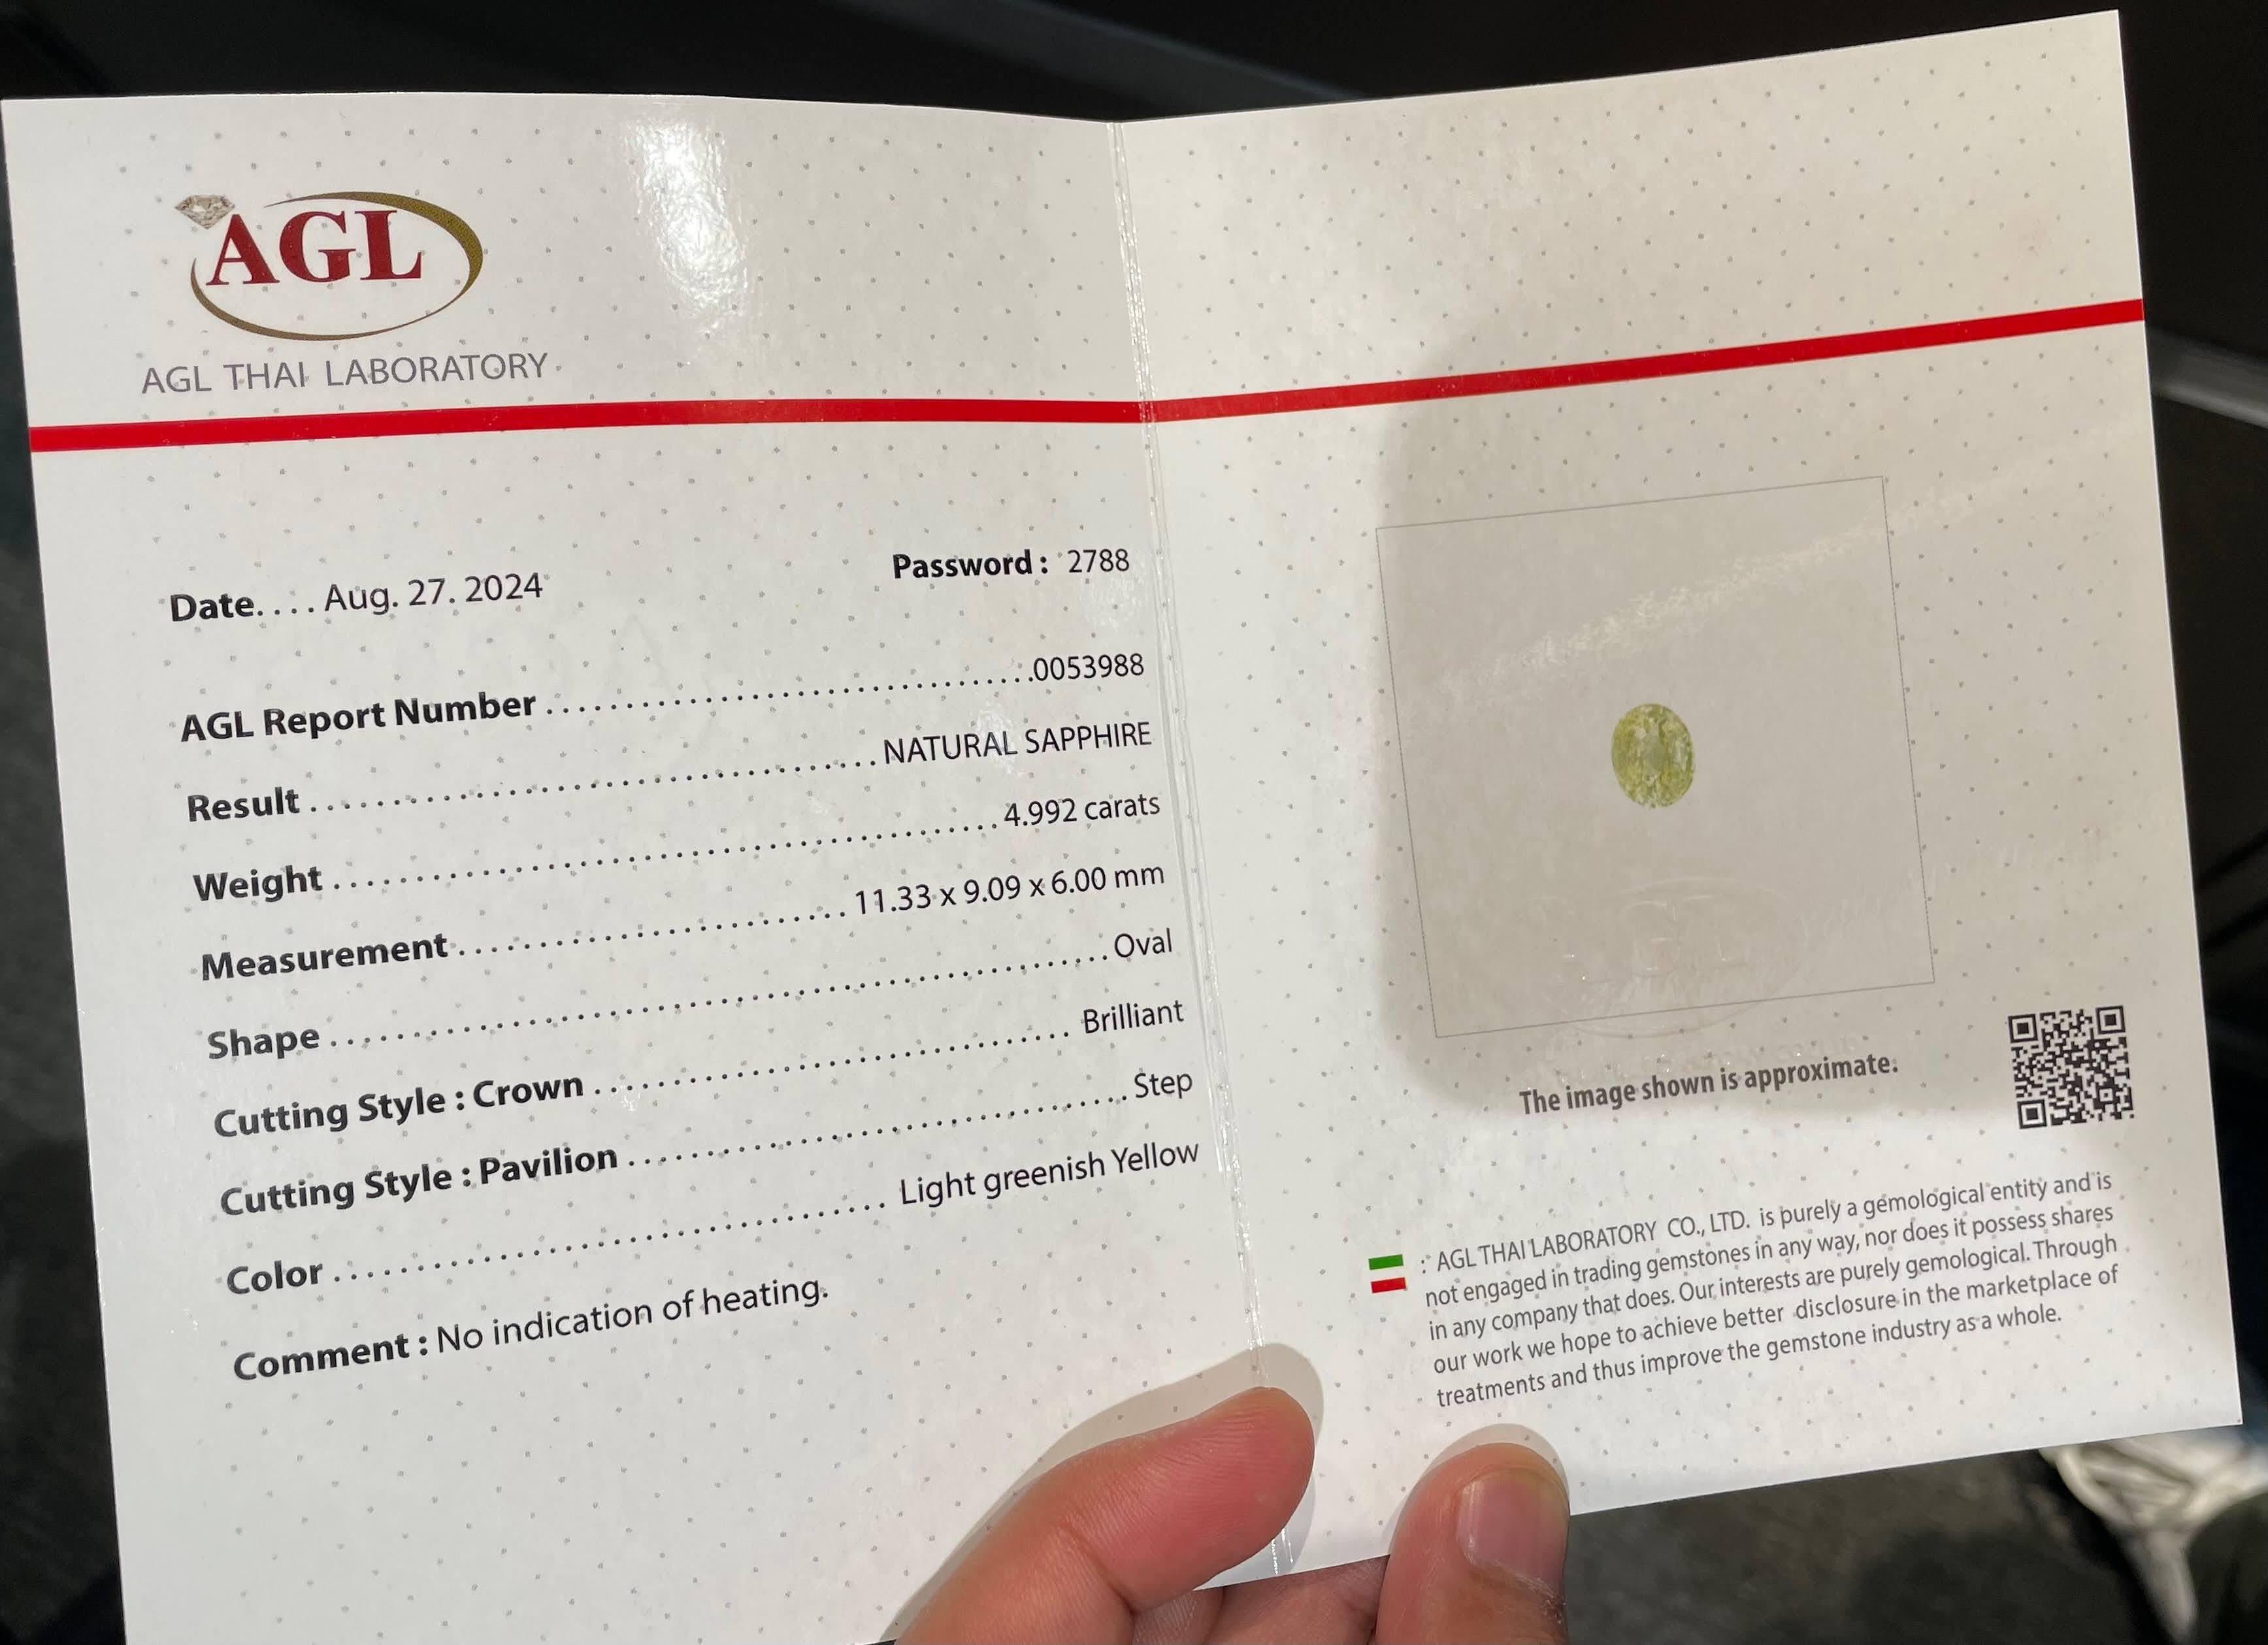 AGL
AGL THAI LABORATORY
Date.... Aug. 27. 2024
Password : 2788
AGL Report Number ........................................ 0053988
Result ........................................ NATURAL SAPPHIRE
Weight ........................................ 4.992 carats
Measurement ........................................ 11.33 x 9.09 x 6.00 mm
Shape ........................................ Oval
Cutting Style : Crown ........................................ Brilliant
Cutting Style : Pavilion ........................................ Step
Color ........................................ Light greenish Yellow
Comment : No indication of heating.
The image shown is approximate.
: AGL THAI LABORATORY CO., LTD. is purely a gemological entity and is
not engaged in trading gemstones in any way, nor does it possess shares
in any company that does. Our interests are purely gemological. Through
our work we hope to achieve better disclosure in the marketplace of
treatments and thus improve the gemstone industry as a whole.